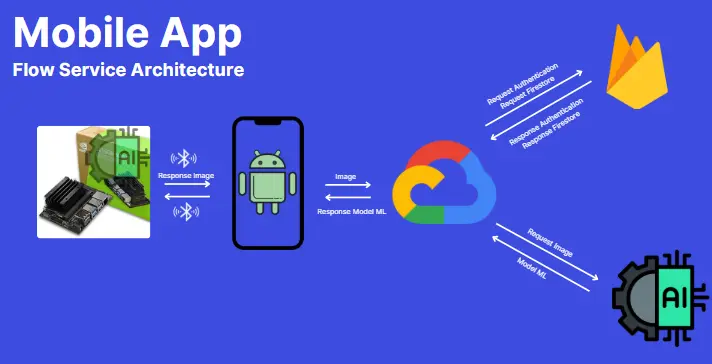 Mobile App
Flow Service Architecture
Request Authentication
Request Firestore
Response Authentication
Response Firestore
AI
Response Image
Image
Response Model ML
Request Image
Model ML
AI